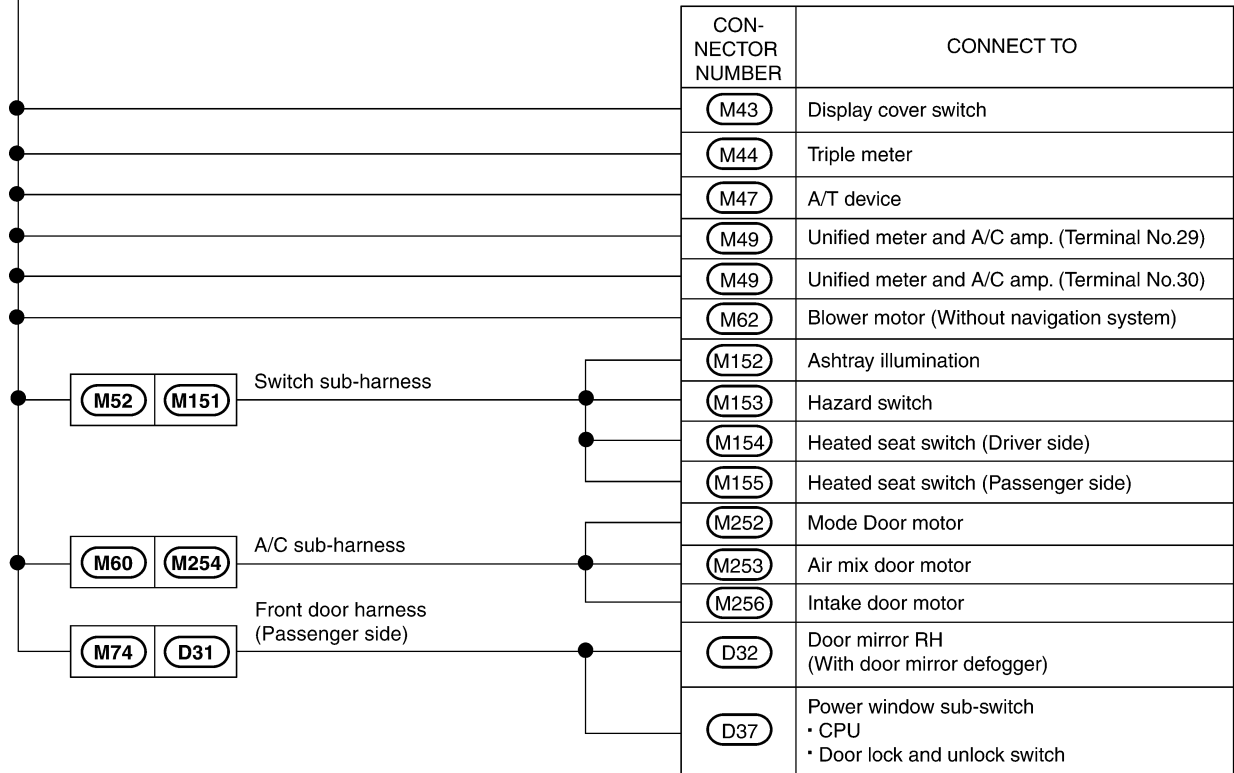 CON-
NECTOR
NUMBER
CONNECT TO
M43 Display cover switch
M44 Triple meter
M47 A/T device
M49 Unified meter and A/C amp. (Terminal No.29)
M49 Unified meter and A/C amp. (Terminal No.30)
M62 Blower motor (Without navigation system)
M152 Ashtray illumination
M52 M151 Switch sub-harness
M153 Hazard switch
M154 Heated seat switch (Driver side)
M155 Heated seat switch (Passenger side)
M252 Mode Door motor
M60 M254 A/C sub-harness
M253 Air mix door motor
M256 Intake door motor
Front door harness
(Passenger side)
M74 D31
D32 Door mirror RH
(With door mirror defogger)
D37 Power window sub-switch
· CPU
· Door lock and unlock switch